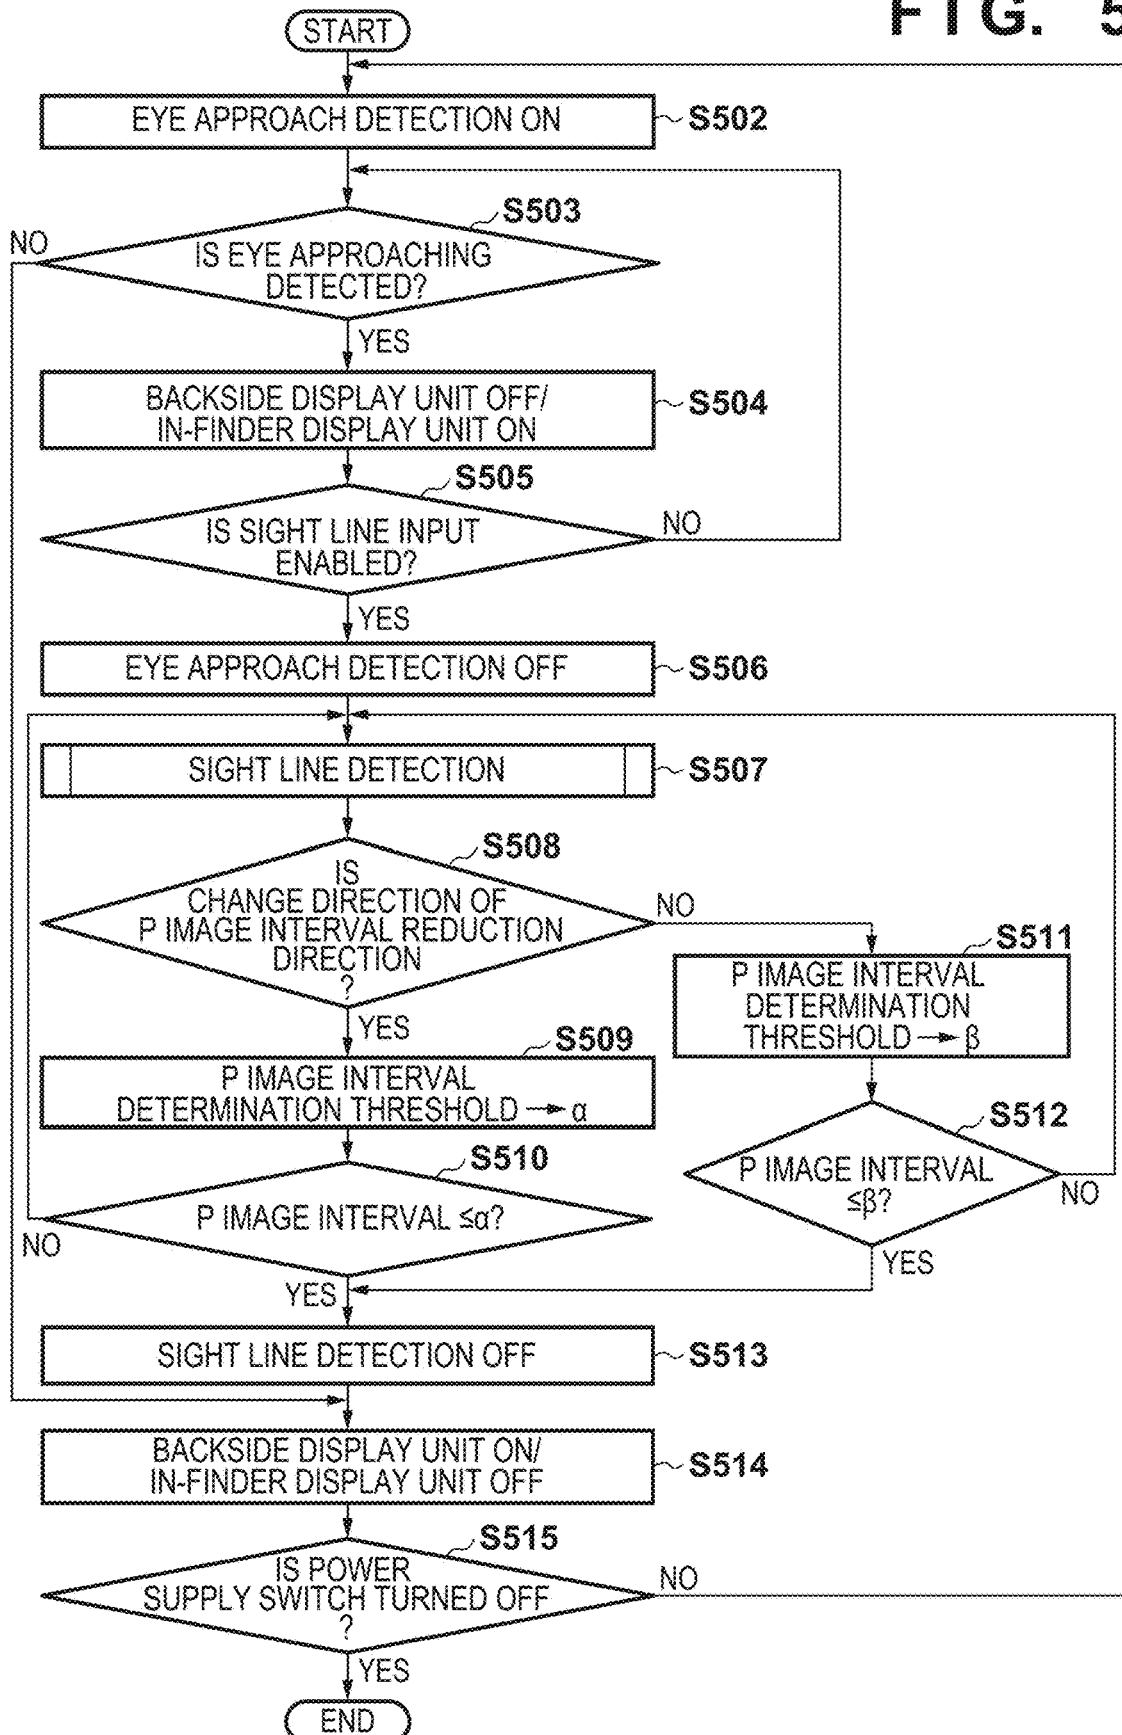 FIG. 5
START
EYE APPROACH DETECTION ON
S502
S503
NO
IS EYE APPROACHING
DETECTED?
YES
BACKSIDE DISPLAY UNIT OFF/
IN-FINDER DISPLAY UNIT ON
S504
S505
IS SIGHT LINE INPUT
ENABLED?
NO
YES
EYE APPROACH DETECTION OFF
S506
SIGHT LINE DETECTION
S507
S508
IS
CHANGE DIRECTION OF
P IMAGE INTERVAL REDUCTION
DIRECTION
?
NO
YES
S511
P IMAGE INTERVAL
DETERMINATION
THRESHOLD → β
S509
P IMAGE INTERVAL
DETERMINATION THRESHOLD → α
S512
P IMAGE INTERVAL
≤β?
NO
YES
S510
P IMAGE INTERVAL ≤α?
NO
YES
SIGHT LINE DETECTION OFF
S513
BACKSIDE DISPLAY UNIT ON/
IN-FINDER DISPLAY UNIT OFF
S514
S515
IS POWER
SUPPLY SWITCH TURNED OFF
?
NO
YES
END